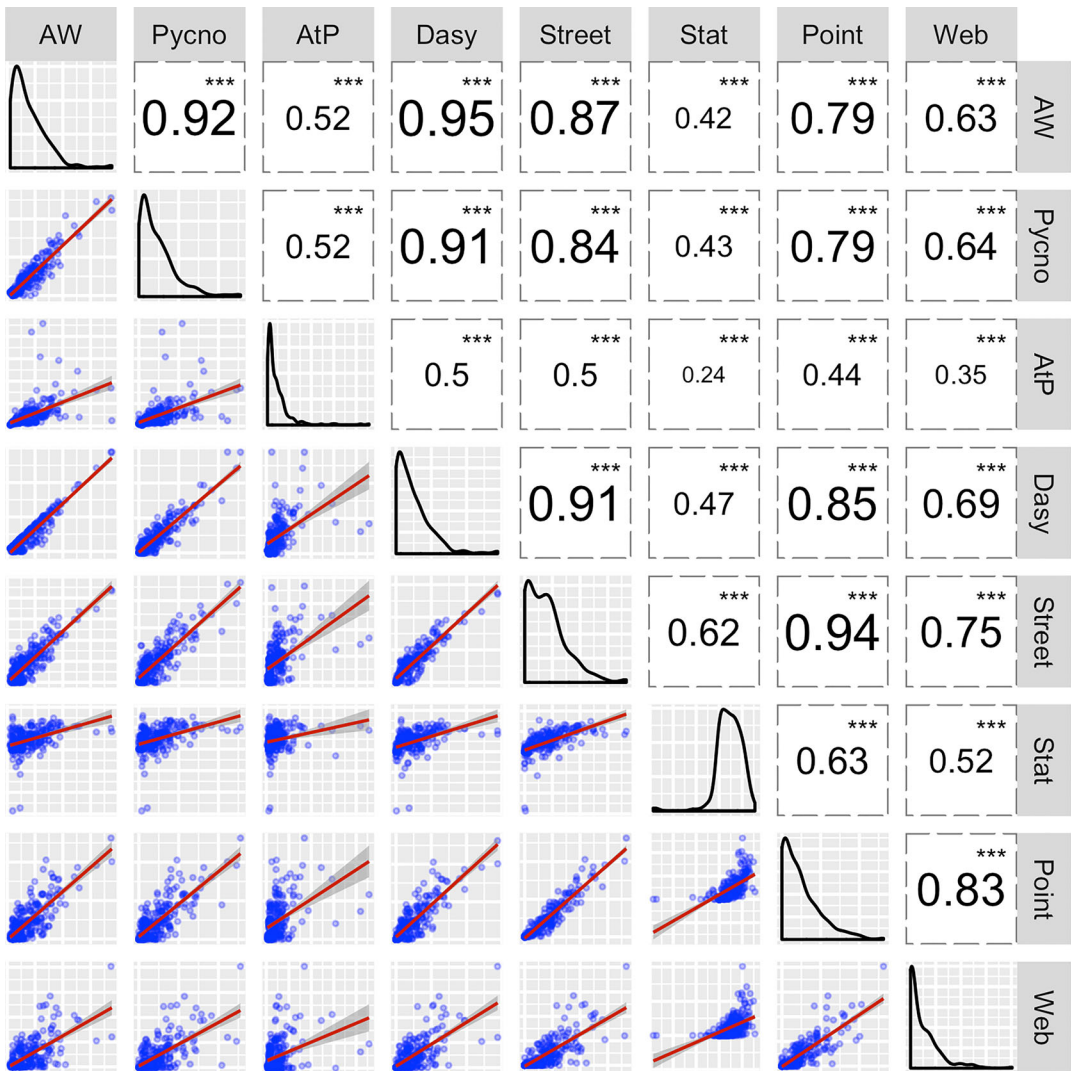 AW Pycno AtP Dasy Street Stat Point Web
*** *** *** *** *** *** ***
0.92 0.52 0.95 0.87 0.42 0.79 0.63
AW
*** *** *** *** *** ***
0.52 0.91 0.84 0.43 0.79 0.64
Pycno
*** *** *** *** ***
0.5 0.5 0.24 0.44 0.35
AtP
*** *** *** ***
0.91 0.47 0.85 0.69
Dasy
*** *** ***
0.62 0.94 0.75
Street
*** ***
0.63 0.52
Stat
***
0.83
Point
Web